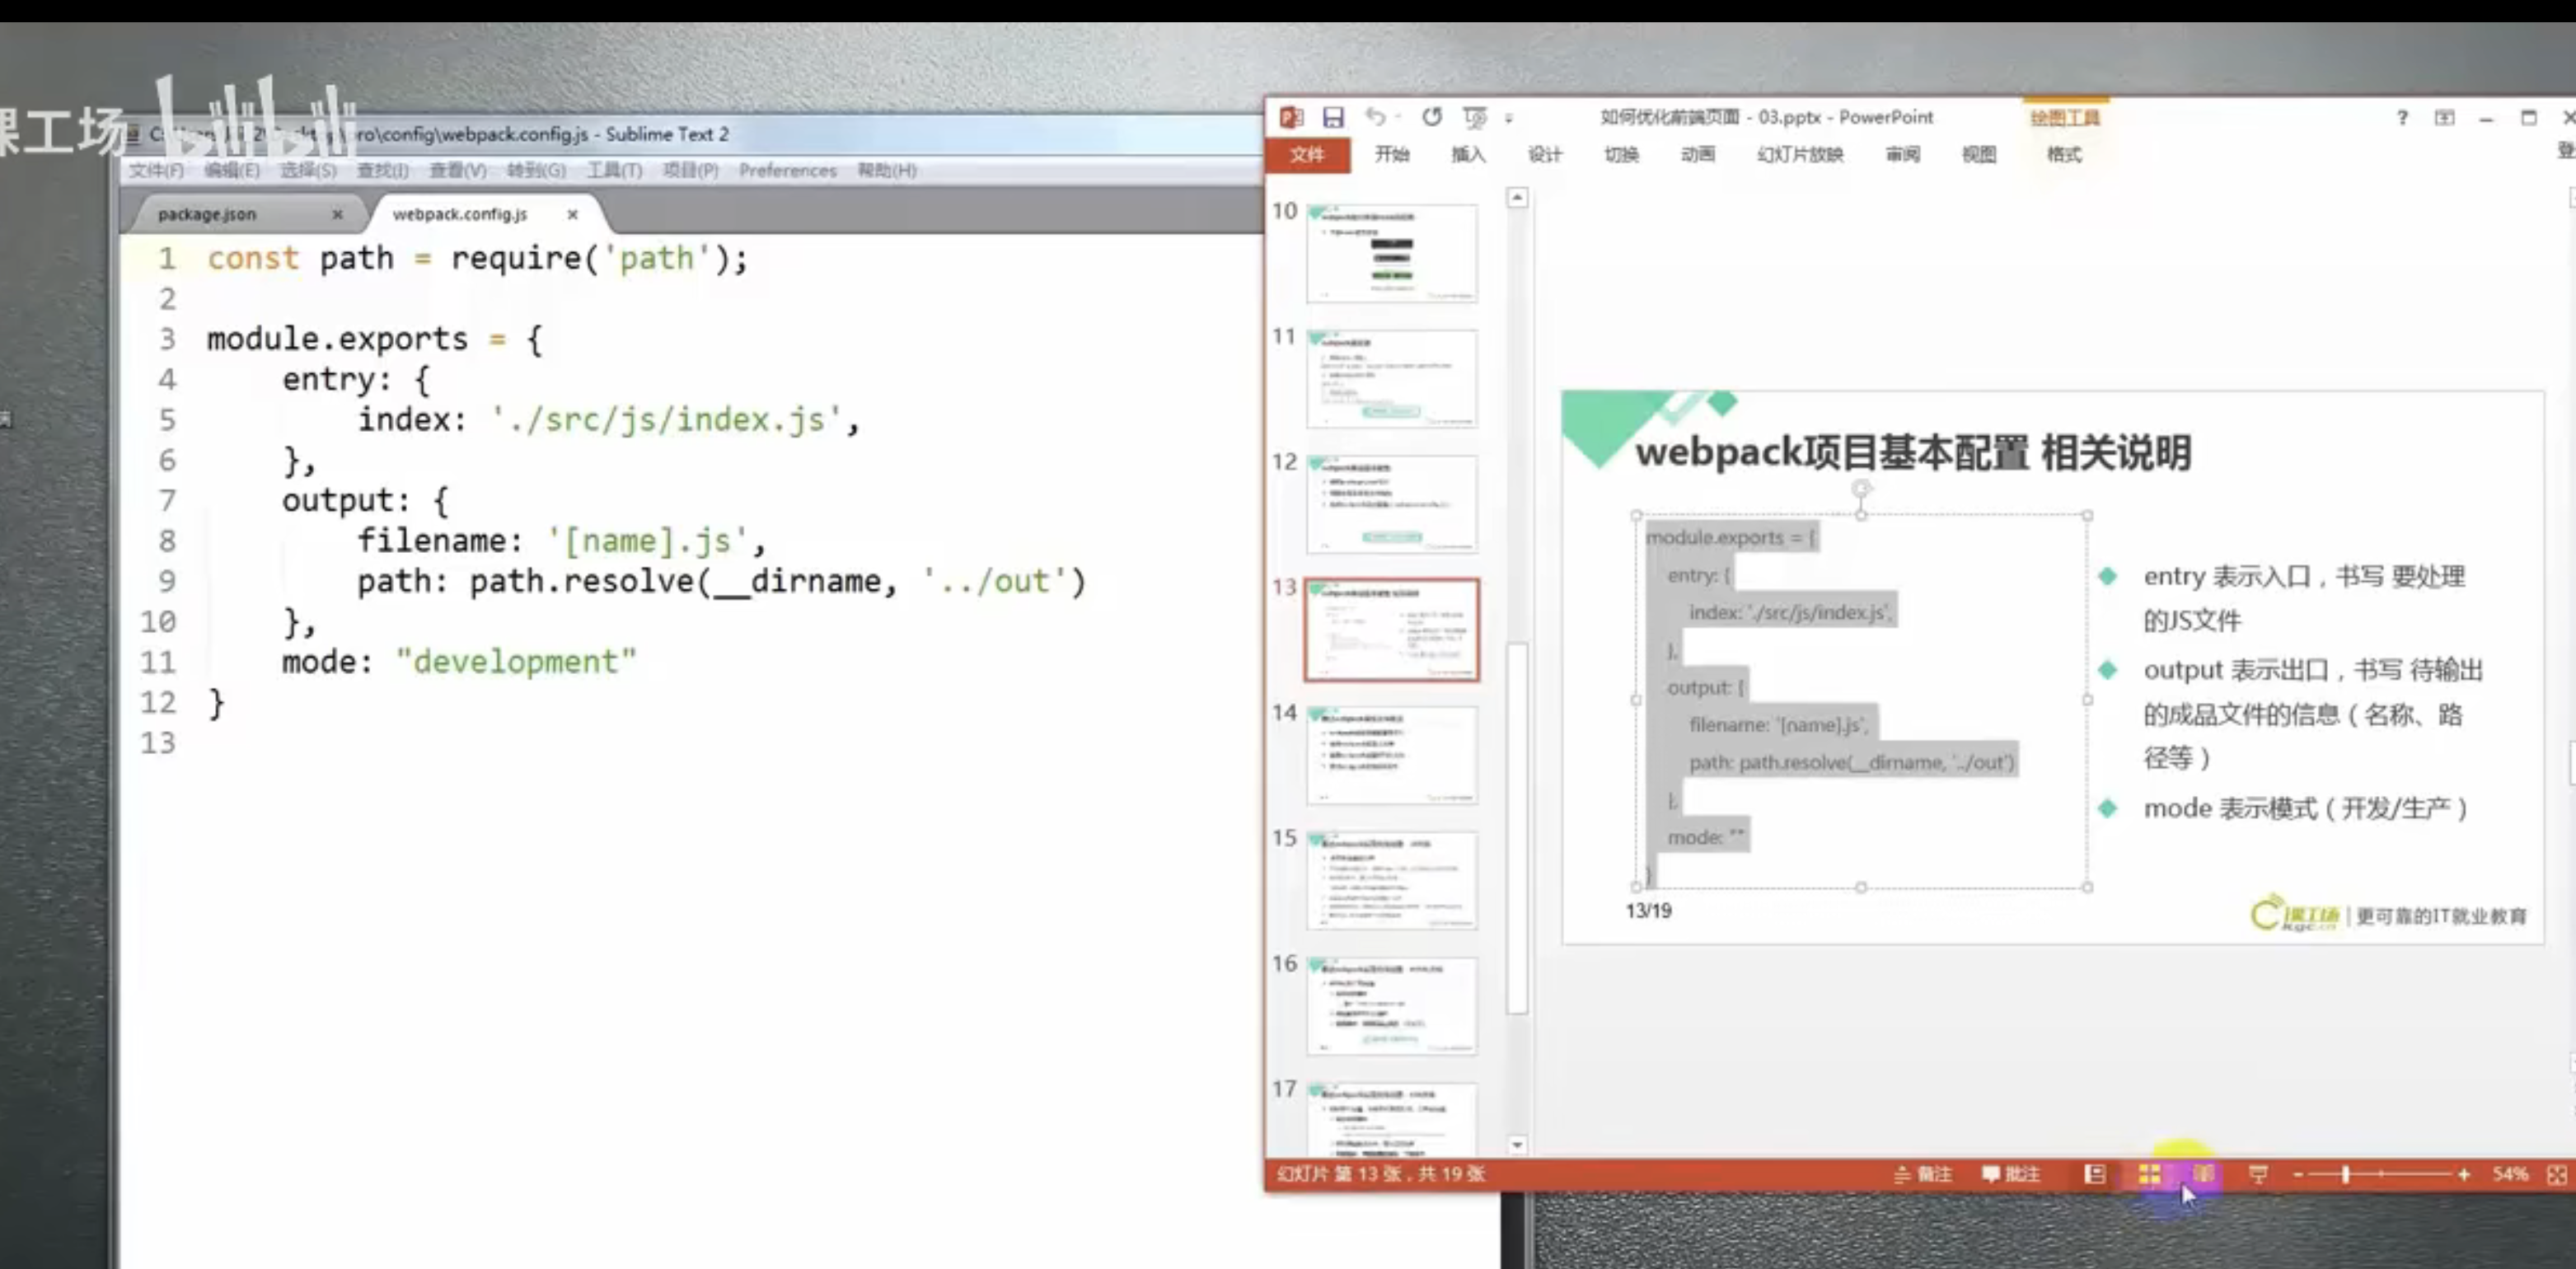 课工场
bilibili
pro\config\webpack.config.js - Sublime Text 2
文件(F) 编辑(E) 选择(S) 查找(I) 查看(V) 转到(G) 工具(T) 项目(P) Preferences 帮助(H)
package.json × webpack.config.js ×
1 const path = require('path');
2
3 module.exports = {
4 entry: {
5 index: './src/js/index.js',
6 },
7 output: {
8 filename: '[name].js',
9 path: path.resolve(__dirname, '../out')
10 },
11 mode: "development"
12 }
13
如何优化前端页面 - 03.pptx - PowerPoint
绘图工具
文件 开始 插入 设计 切换 动画 幻灯片放映 审阅 视图 格式 登
10
11
12
13
14
15
16
17
webpack项目基本配置 相关说明
module.exports = {
entry: {
index: './src/js/index.js',
},
output: {
filename: '[name].js',
path: path.resolve(__dirname, '../out')
},
mode: ""
}
entry 表示入口，书写 要处理
的JS文件
output 表示出口，书写 待输出
的成品文件的信息（名称、路
径等）
mode 表示模式（开发/生产）
13/19
课工场
kgc.cn
更可靠的IT就业教育
幻灯片 第 13 张，共 19 张
备注 批注 54%